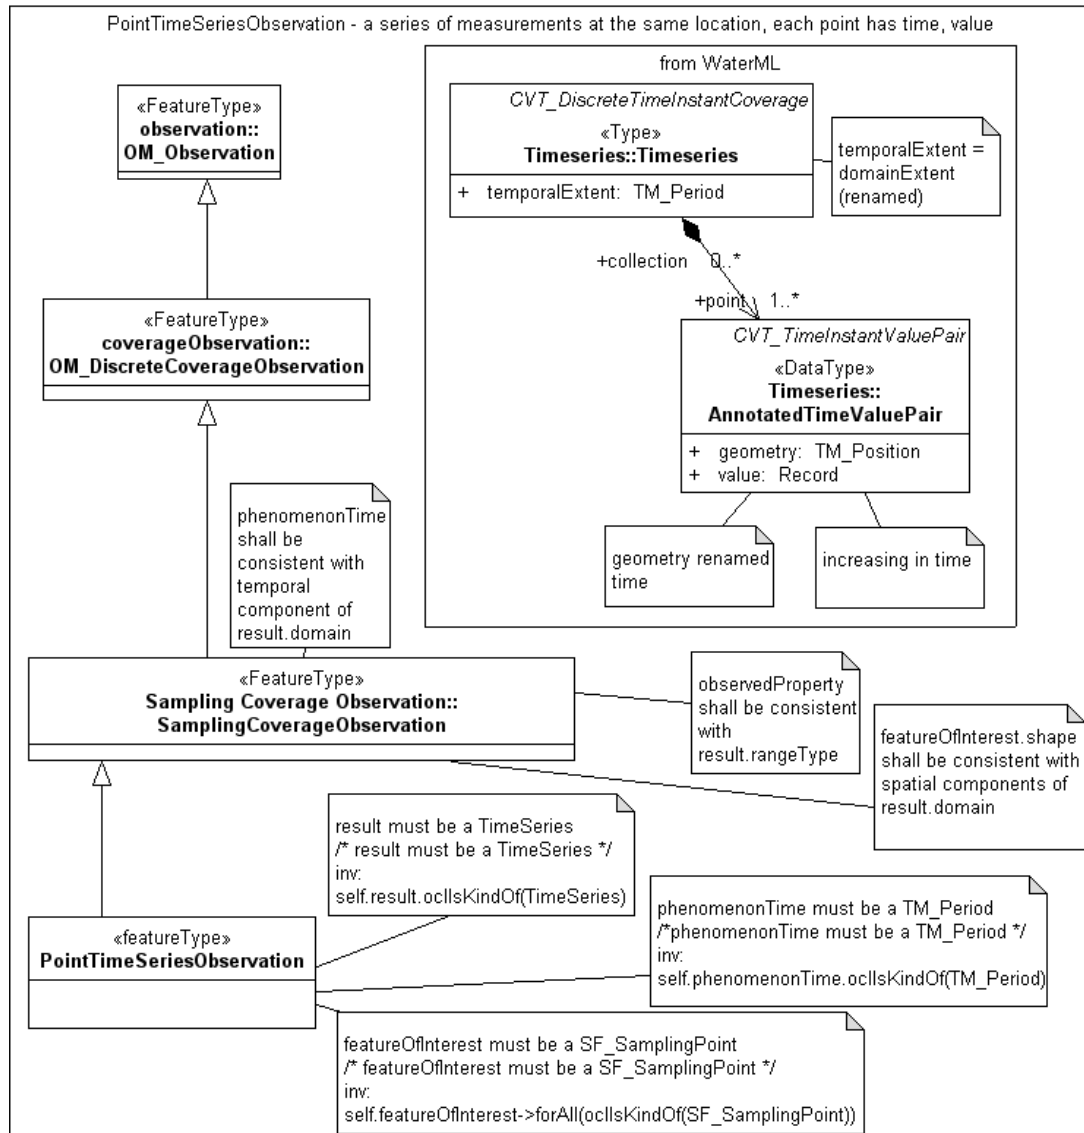 PointTimeSeriesObservation - a series of measurements at the same location, each point has time, value
from WaterML
«FeatureType»
observation::
OM_Observation
CVT_DiscreteTimeInstantCoverage
«Type»
Timeseries::Timeseries
+ temporalExtent: TM_Period
temporalExtent =
domainExtent
(renamed)
+collection 0..*
+point 1..*
«FeatureType»
coverageObservation::
OM_DiscreteCoverageObservation
CVT_TimeInstantValuePair
«DataType»
Timeseries::
AnnotatedTimeValuePair
+ geometry: TM_Position
+ value: Record
geometry renamed
time
increasing in time
phenomenonTime
shall be
consistent with
temporal
component of
result.domain
«FeatureType»
Sampling Coverage Observation::
SamplingCoverageObservation
observedProperty
shall be consistent
with
result.rangeType
featureOfInterest.shape
shall be consistent with
spatial components of
result.domain
result must be a TimeSeries
/* result must be a TimeSeries */
inv:
self.result.oclIsKindOf(TimeSeries)
phenomenonTime must be a TM_Period
/*phenomenonTime must be a TM_Period */
inv:
self.phenomenonTime.oclIsKindOf(TM_Period)
«featureType»
PointTimeSeriesObservation
featureOfInterest must be a SF_SamplingPoint
/* featureOfInterest must be a SF_SamplingPoint */
inv:
self.featureOfInterest->forAll(oclIsKindOf(SF_SamplingPoint))